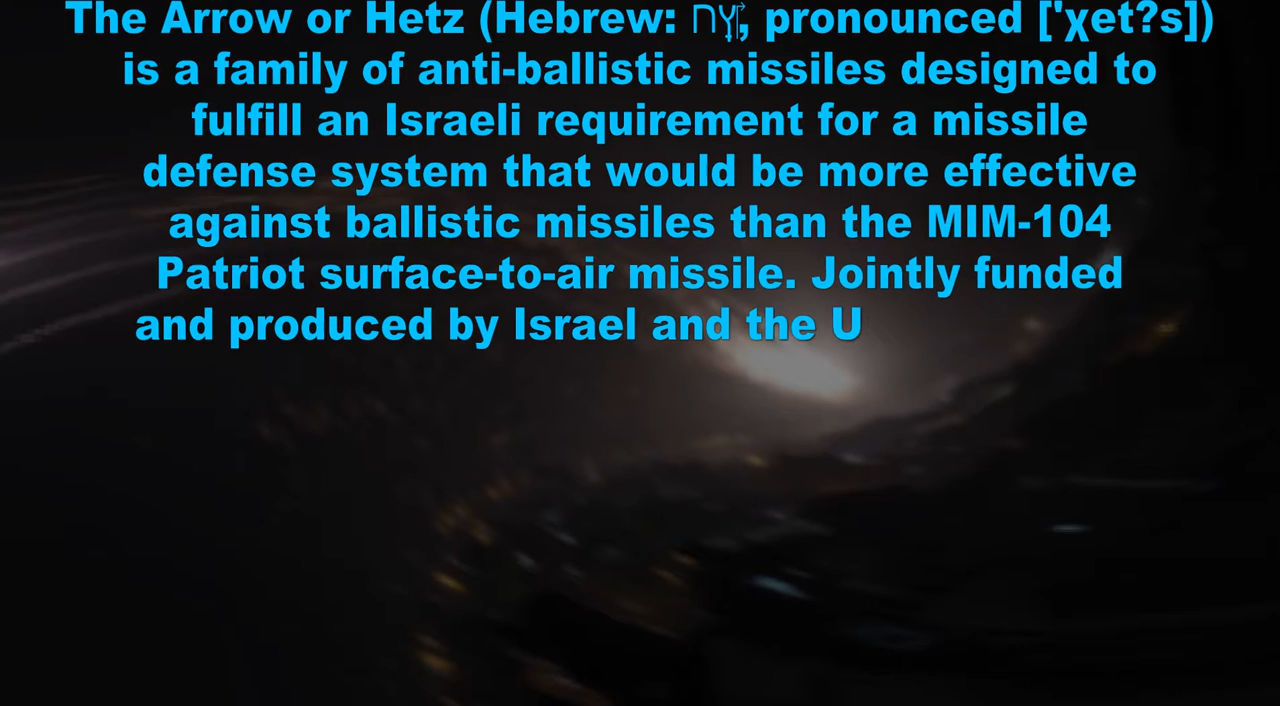 The Arrow or Hetz (Hebrew: חֵץ, pronounced ['χet?s])
is a family of anti-ballistic missiles designed to
fulfill an Israeli requirement for a missile
defense system that would be more effective
against ballistic missiles than the MIM-104
Patriot surface-to-air missile. Jointly funded
and produced by Israel and the U